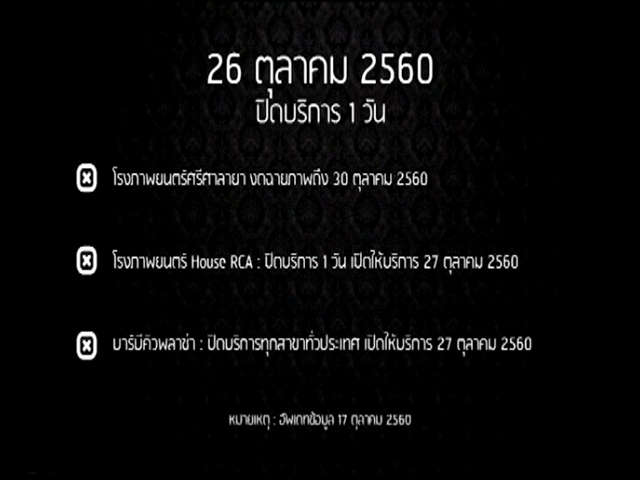 26 ตุลาคม 2560
ปิดบริการ 1 วัน
โรงภาพยนตร์ศรีศาลายา งดฉายภาพถึง 30 ตุลาคม 2560
โรงภาพยนตร์ House RCA : ปิดบริการ 1 วัน เปิดให้บริการ 27 ตุลาคม 2560
บาร์บีคิวพลาซ่า : ปิดบริการทุกสาขาทั่วประเทศ เปิดให้บริการ 27 ตุลาคม 2560
หมายเหตุ : อัพเดทข้อมูล 17 ตุลาคม 2560